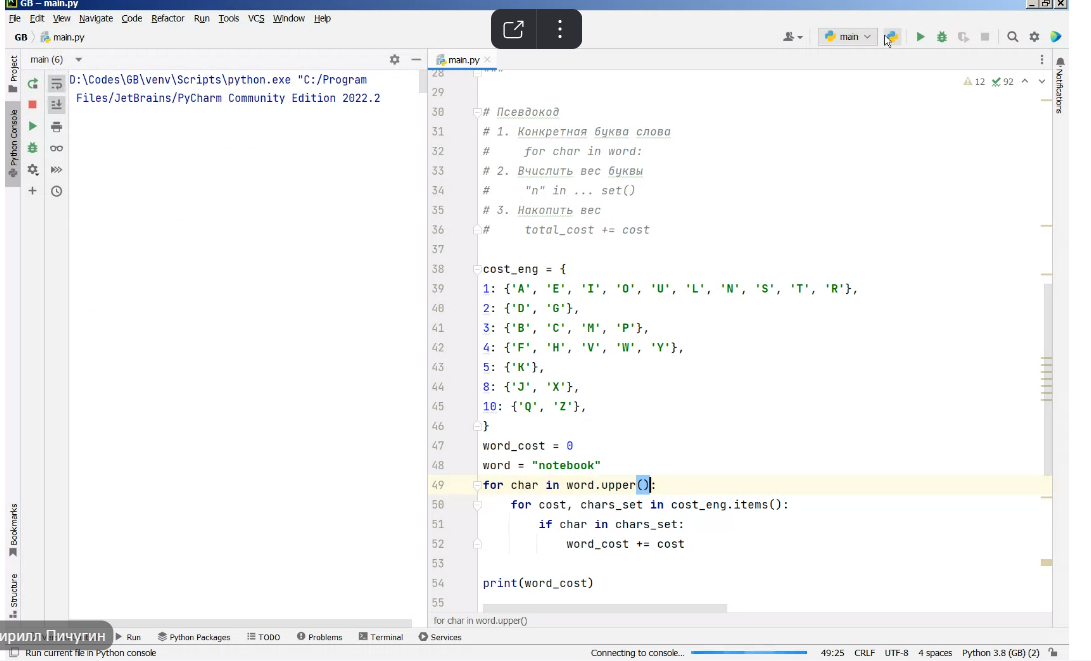 GB – main.py
File Edit View Navigate Code Refactor Run Tools VCS Window Help
GB main.py main
main (6) main.py
D:\Codes\GB\venv\Scripts\python.exe "C:/Program
Files/JetBrains/PyCharm Community Edition 2022.2
12 92
Project
Python Console
Bookmarks
Structure
Notifications
28 """
29
30 # Псевдокод
31 # 1. Конкретная буква слова
32 #    for char in word:
33 # 2. Вчислить вес буквы
34 #    "n" in ... set()
35 # 3. Накопить вес
36 #    total_cost += cost
37
38 cost_eng = {
39 1: {'A', 'E', 'I', 'O', 'U', 'L', 'N', 'S', 'T', 'R'},
40 2: {'D', 'G'},
41 3: {'B', 'C', 'M', 'P'},
42 4: {'F', 'H', 'V', 'W', 'Y'},
43 5: {'K'},
44 8: {'J', 'X'},
45 10: {'Q', 'Z'},
46 }
47 word_cost = 0
48 word = "notebook"
49 for char in word.upper():
50     for cost, chars_set in cost_eng.items():
51         if char in chars_set:
52             word_cost += cost
53
54 print(word_cost)
55
for char in word.upper()
ирилл Пичугин
Run Python Packages TODO Problems Terminal Services
Run current file in Python console Connecting to console... 49:25 CRLF UTF-8 4 spaces Python 3.8 (GB) (2)